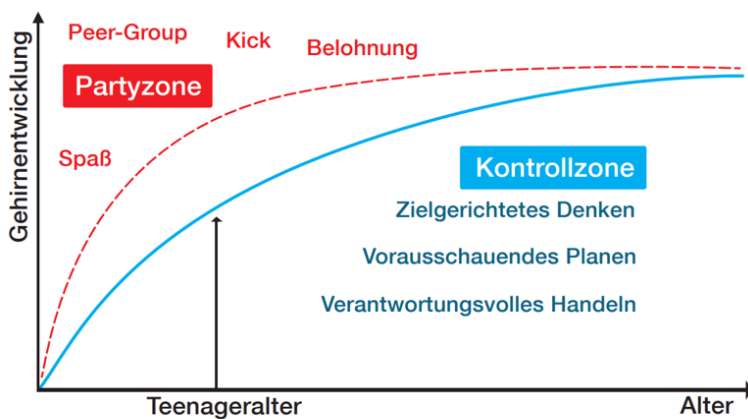 Peer-Group
Kick
Belohnung
Partyzone
Spaß
Gehirnentwicklung
Kontrollzone
Zielgerichtetes Denken
Vorausschauendes Planen
Verantwortungsvolles Handeln
Teenageralter
Alter